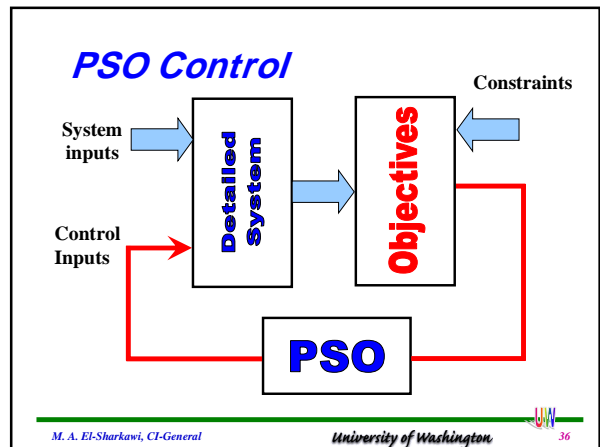 PSO Control
Constraints
System
inputs
Detailed
System
Objectives
Control
Inputs
PSO
UW
M. A. El-Sharkawi, CI-General
University of Washington
36